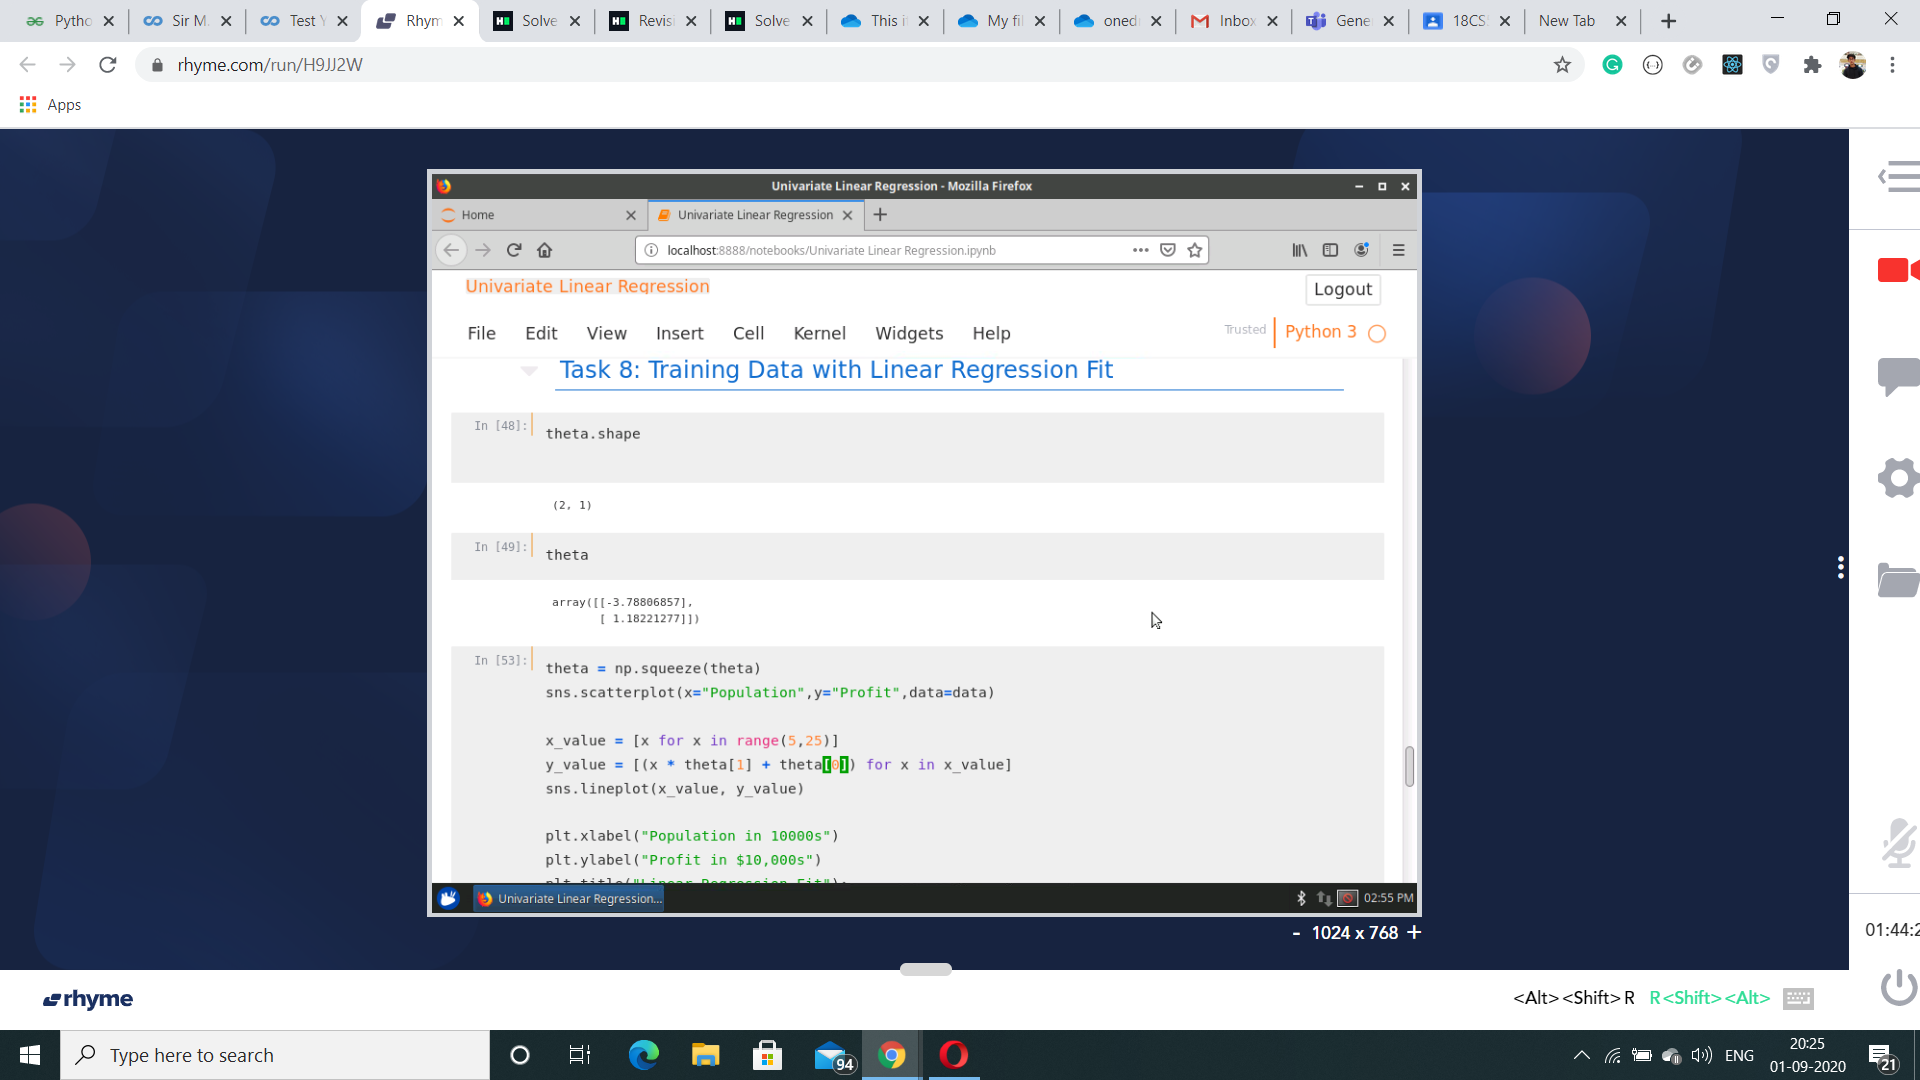 Pytho
Sir M
Test Y
Rhym
Solve
Revisi
Solve
This i
My fil
onedr
Inbox
Gene
18CS
New Tab
rhyme.com/run/H9JJ2W
Apps
Univariate Linear Regression - Mozilla Firefox
Home
Univariate Linear Regression
localhost:8888/notebooks/Univariate Linear Regression.ipynb
Univariate Linear Regression
Logout
File Edit View Insert Cell Kernel Widgets Help
Trusted
Python 3
Task 8: Training Data with Linear Regression Fit
In [48]:
theta.shape
(2, 1)
In [49]:
theta
array([[-3.78806857],
[ 1.18221277]])
In [53]:
theta = np.squeeze(theta)
sns.scatterplot(x="Population",y="Profit",data=data)
x_value = [x for x in range(5,25)]
y_value = [(x * theta[1] + theta[0]) for x in x_value]
sns.lineplot(x_value, y_value)
plt.xlabel("Population in 10000s")
plt.ylabel("Profit in $10,000s")
plt.title("Linear Regression Fit");
Univariate Linear Regression...
02:55 PM
- 1024 x 768 +
01:44:2
rhyme
<Alt><Shift>R R<Shift><Alt>
Type here to search
94
ENG
20:25
01-09-2020
21